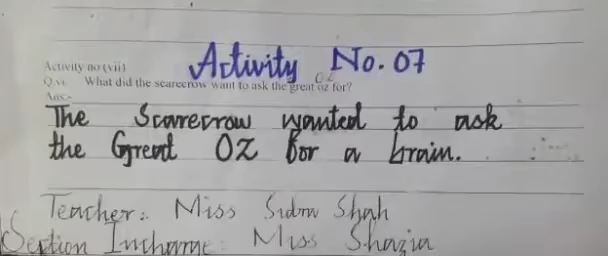 Activity No. 07
Activity no (vii)
OZ
Q.vi. What did the scarecrow want to ask the great oz for?
Ans:-
The Scarecrow wanted to ask
the Great OZ for a brain.
Teacher: Miss Sidra Shah
Section Incharge: Miss Shazia